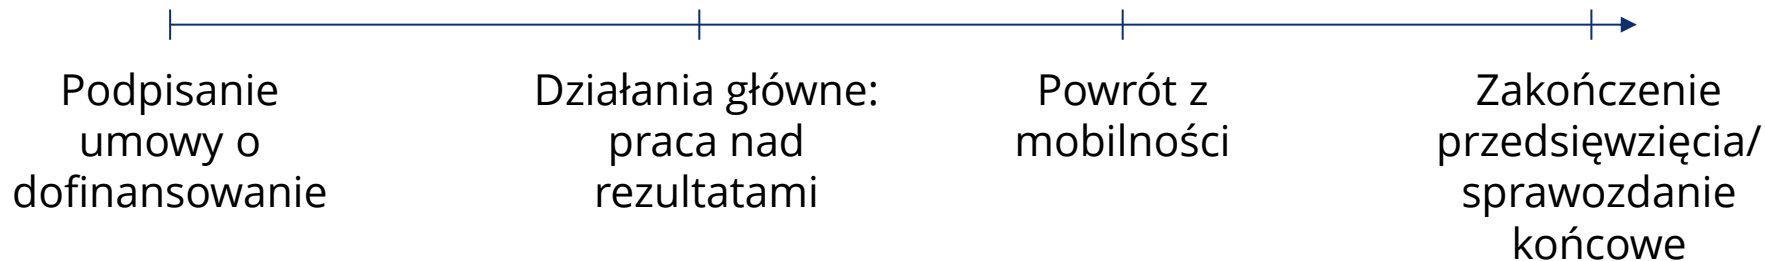 Podpisanie
umowy o
dofinansowanie
Działania główne:
praca nad
rezultatami
Powrót z
mobilności
Zakończenie
przedsięwzięcia/
sprawozdanie
końcowe